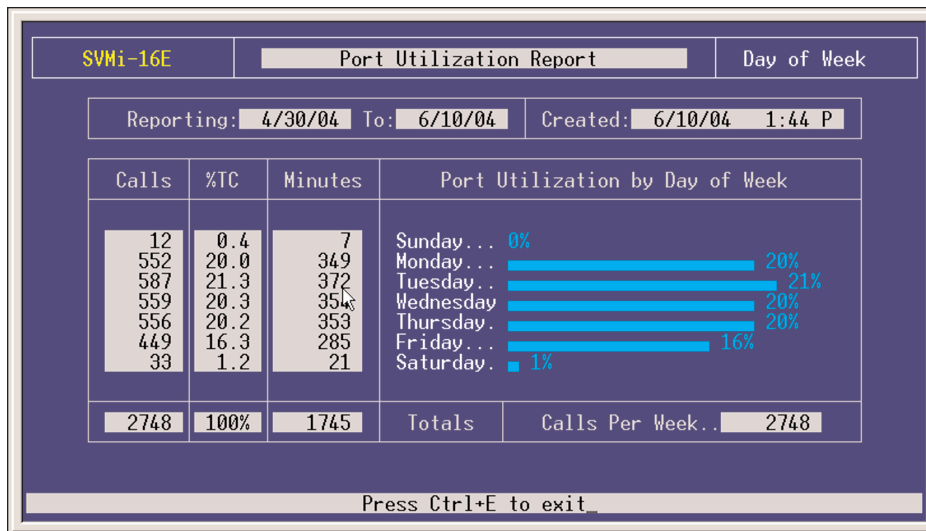 SVMi-16E Port Utilization Report Day of Week
Reporting: 4/30/04 To: 6/10/04 Created: 6/10/04 1:44 P
Calls %TC Minutes Port Utilization by Day of Week
12 0.4 7 Sunday... 0%
552 20.0 349 Monday... 20%
587 21.3 372 Tuesday.. 21%
559 20.3 354 Wednesday 20%
556 20.2 353 Thursday. 20%
449 16.3 285 Friday... 16%
33 1.2 21 Saturday. 1%
2748 100% 1745 Totals Calls Per Week.. 2748
Press Ctrl+E to exit_